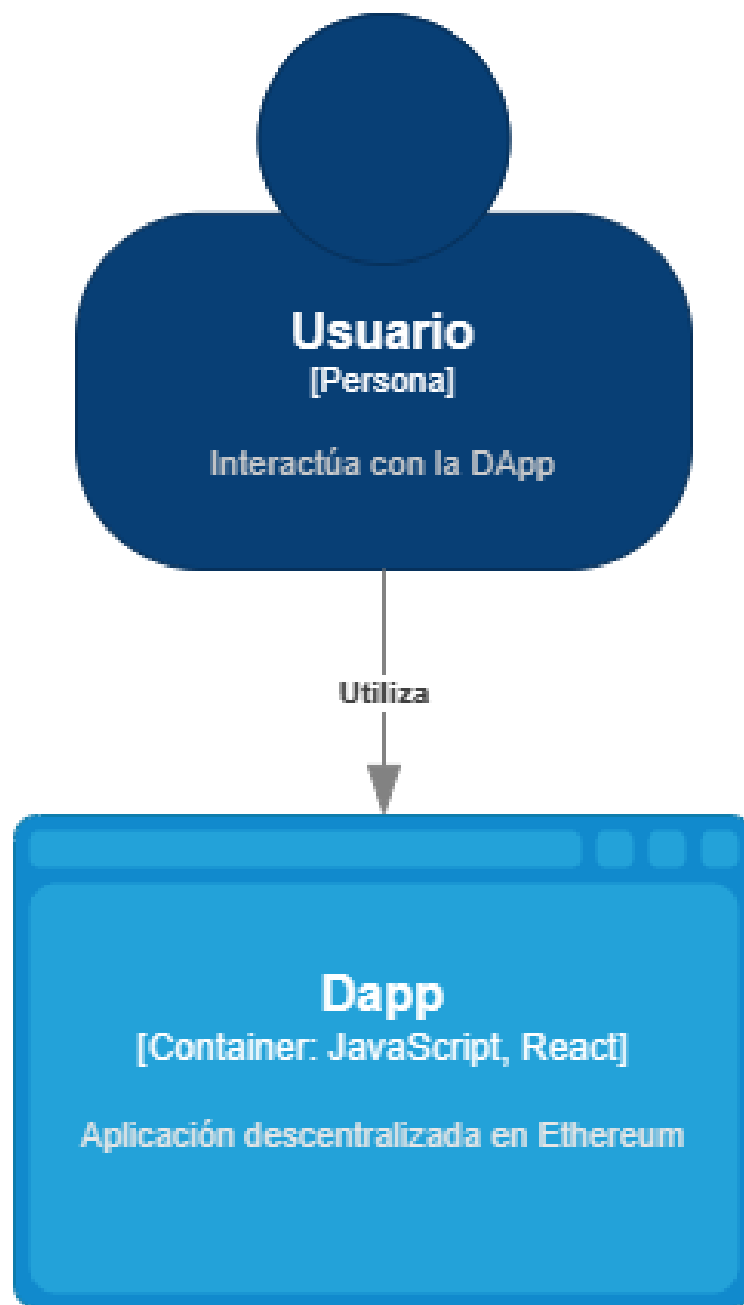 Usuario
[Persona]
Interactúa con la DApp
Utiliza
Dapp
[Container: JavaScript, React]
Aplicación descentralizada en Ethereum